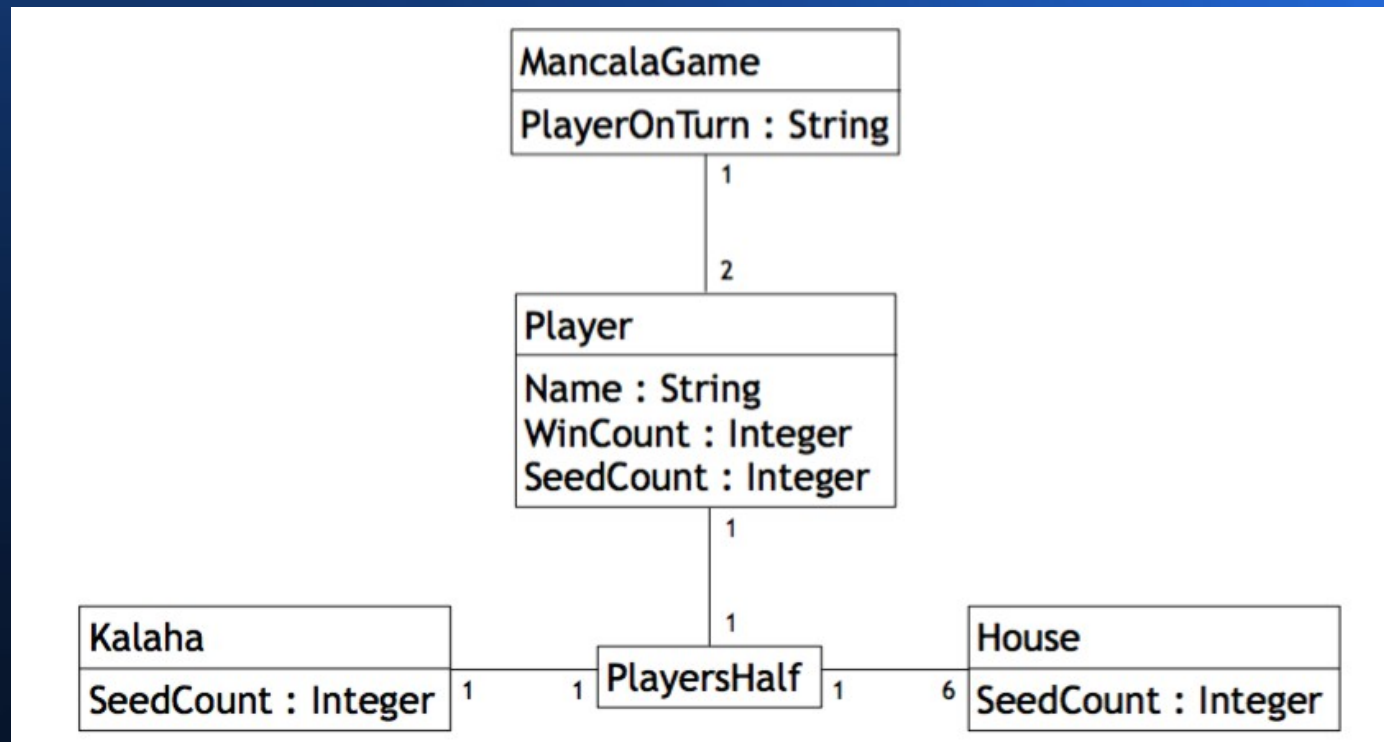 MancalaGame
PlayerOnTurn : String
1
2
Player
Name : String
WinCount : Integer
SeedCount : Integer
1
1
Kalaha
SeedCount : Integer
1
1
PlayersHalf
1
6
House
SeedCount : Integer